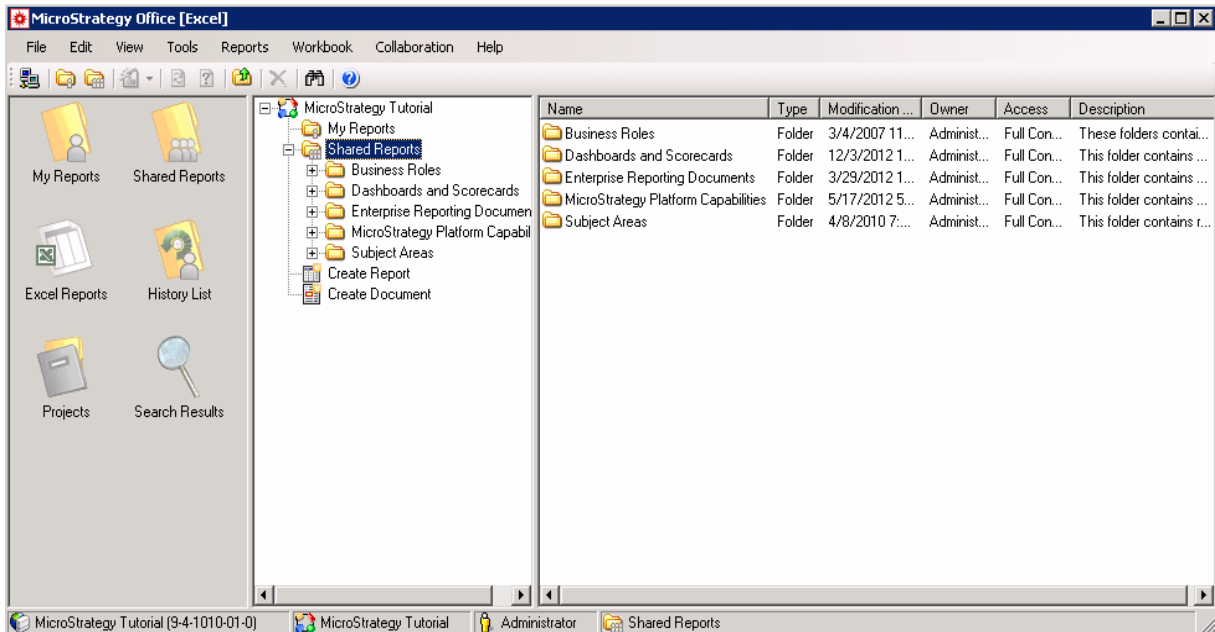 MicroStrategy Office [Excel]
File Edit View Tools Reports Workbook Collaboration Help
My Reports Shared Reports
Excel Reports History List
Projects Search Results
MicroStrategy Tutorial
My Reports
Shared Reports
Business Roles
Dashboards and Scorecards
Enterprise Reporting Documen
MicroStrategy Platform Capabil
Subject Areas
Create Report
Create Document
Name Type Modification ... Owner Access Description
Business Roles Folder 3/4/2007 11... Administ... Full Con... These folders contai...
Dashboards and Scorecards Folder 12/3/2012 1... Administ... Full Con... This folder contains ...
Enterprise Reporting Documents Folder 3/29/2012 1... Administ... Full Con... This folder contains ...
MicroStrategy Platform Capabilities Folder 5/17/2012 5... Administ... Full Con... This folder contains ...
Subject Areas Folder 4/8/2010 7:... Administ... Full Con... This folder contains r...
MicroStrategy Tutorial (9-4-1010-01-0) MicroStrategy Tutorial Administrator Shared Reports